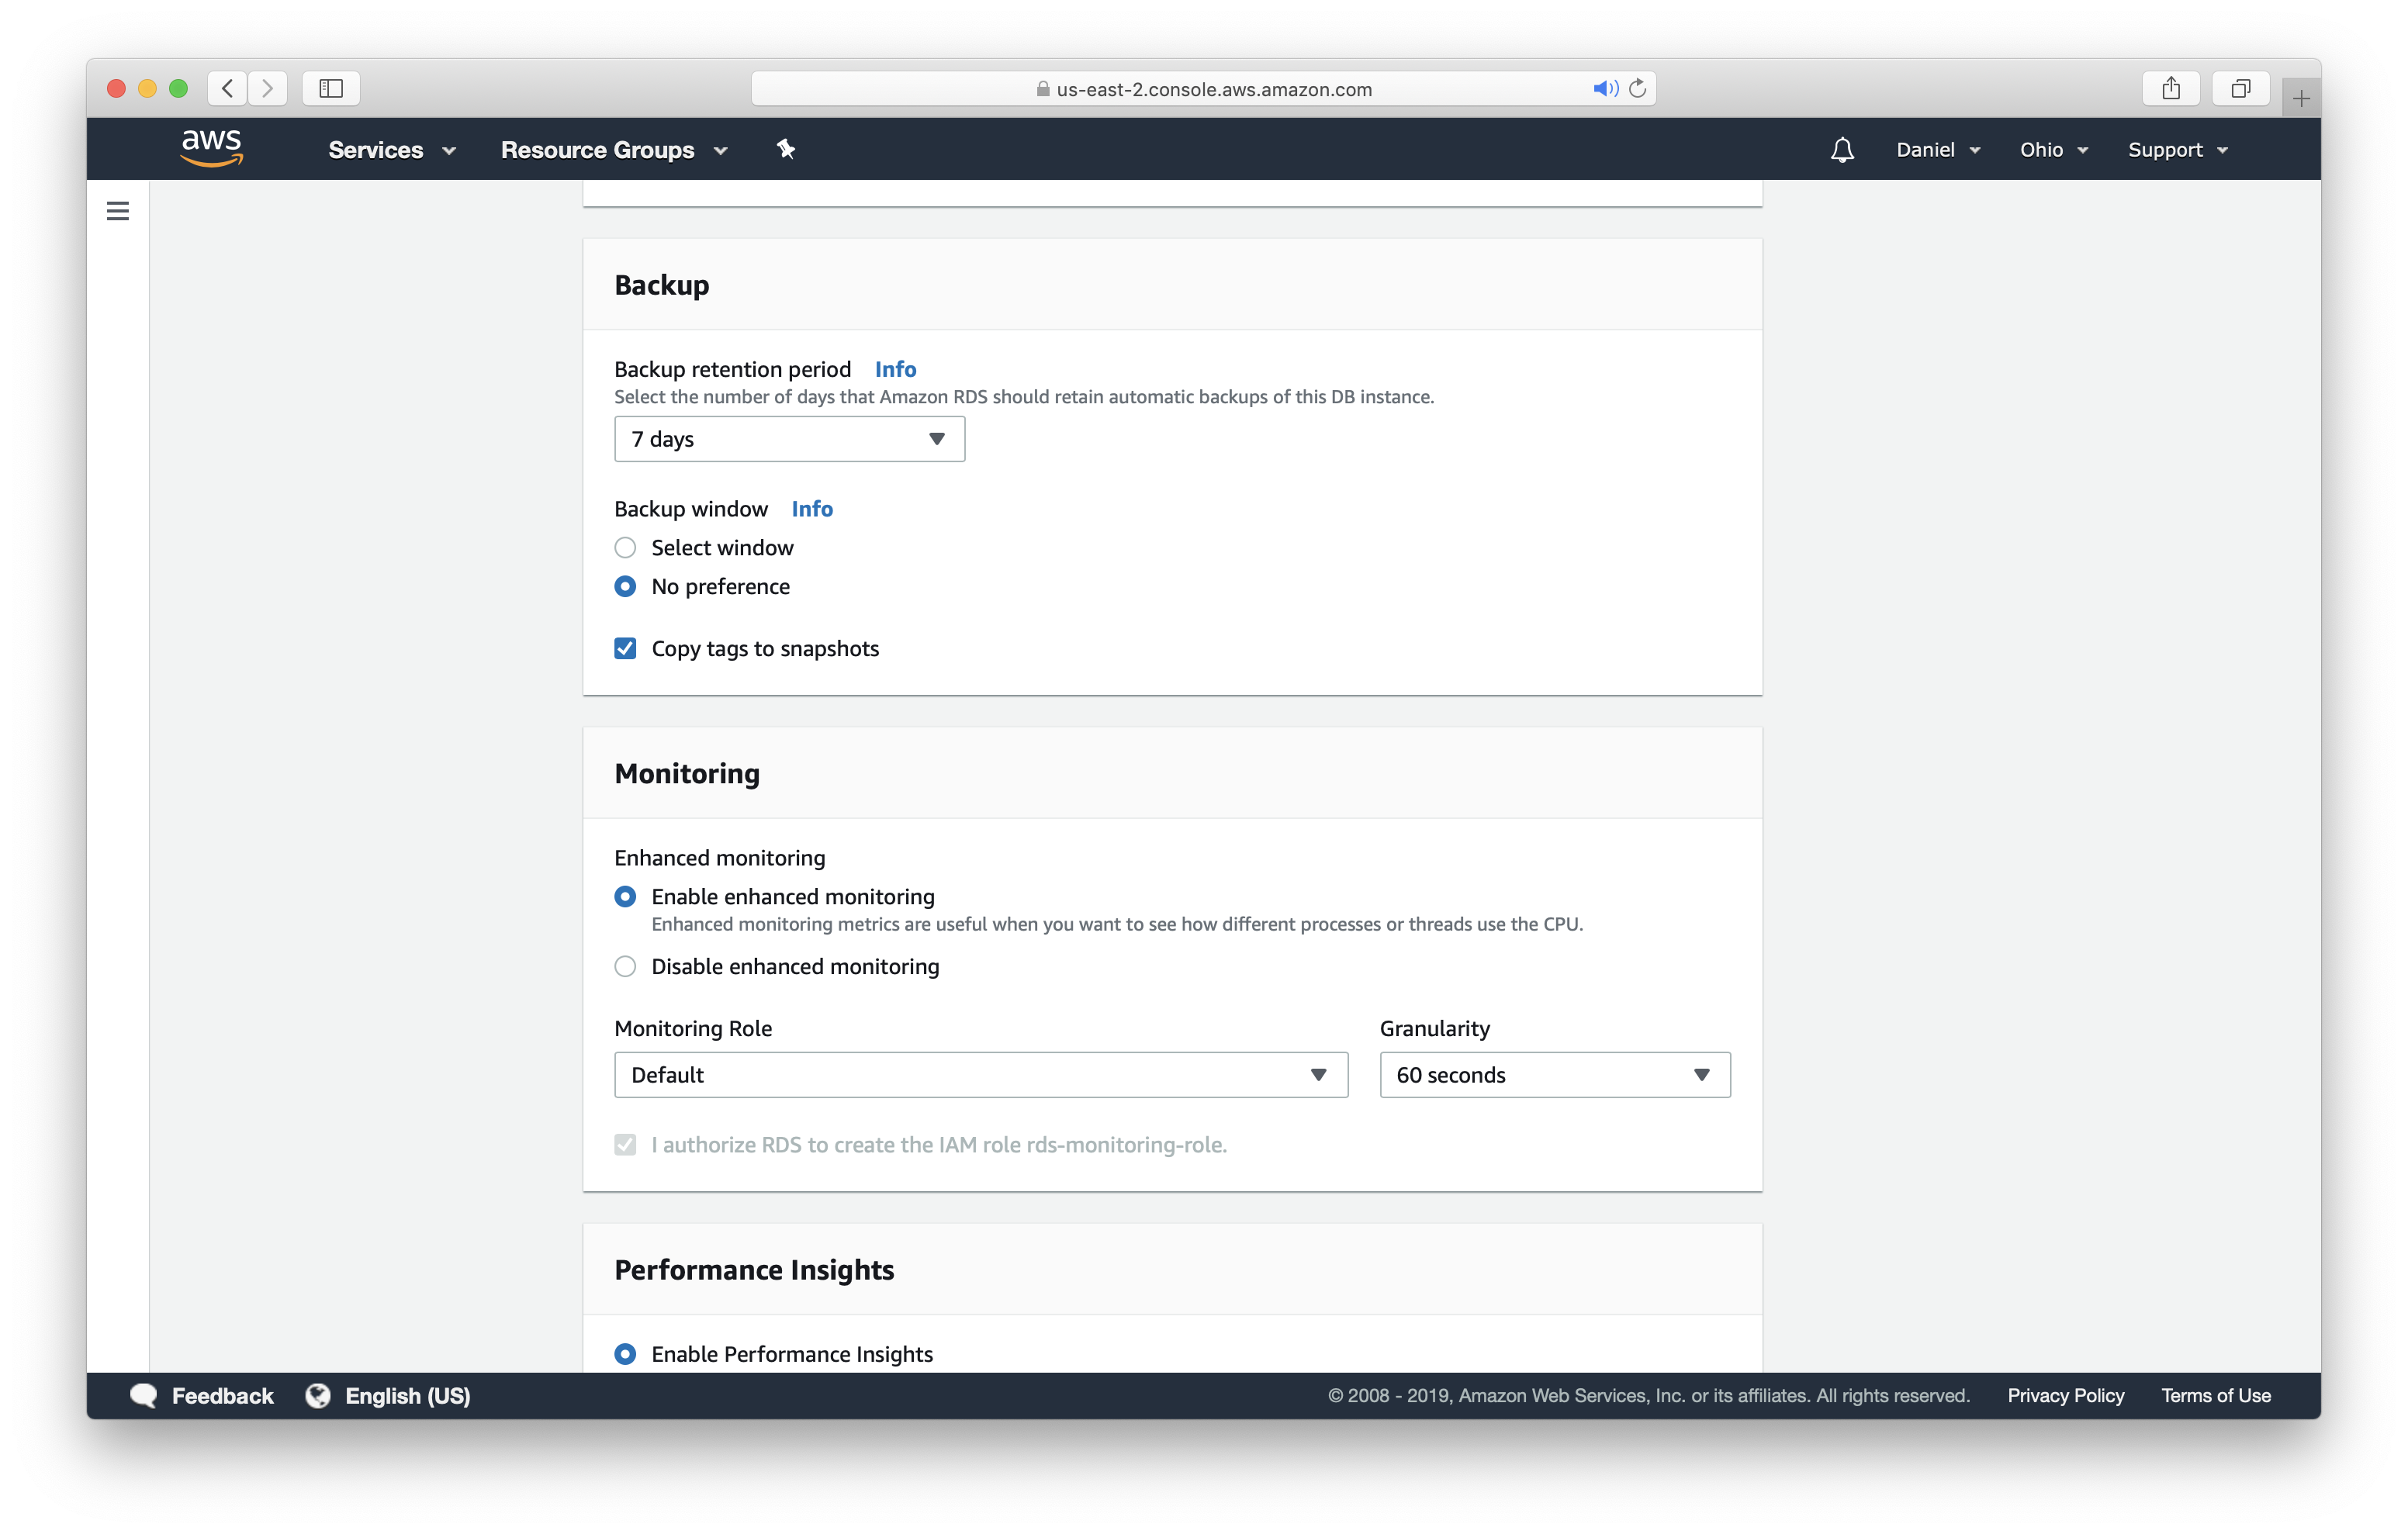 us-east-2.console.aws.amazon.com
aws Services Resource Groups Daniel Ohio Support
Backup
Backup retention period Info
Select the number of days that Amazon RDS should retain automatic backups of this DB instance.
7 days
Backup window Info
Select window
No preference
Copy tags to snapshots
Monitoring
Enhanced monitoring
Enable enhanced monitoring
Enhanced monitoring metrics are useful when you want to see how different processes or threads use the CPU.
Disable enhanced monitoring
Monitoring Role Granularity
Default 60 seconds
I authorize RDS to create the IAM role rds-monitoring-role.
Performance Insights
Enable Performance Insights
Feedback English (US) © 2008 - 2019, Amazon Web Services, Inc. or its affiliates. All rights reserved. Privacy Policy Terms of Use